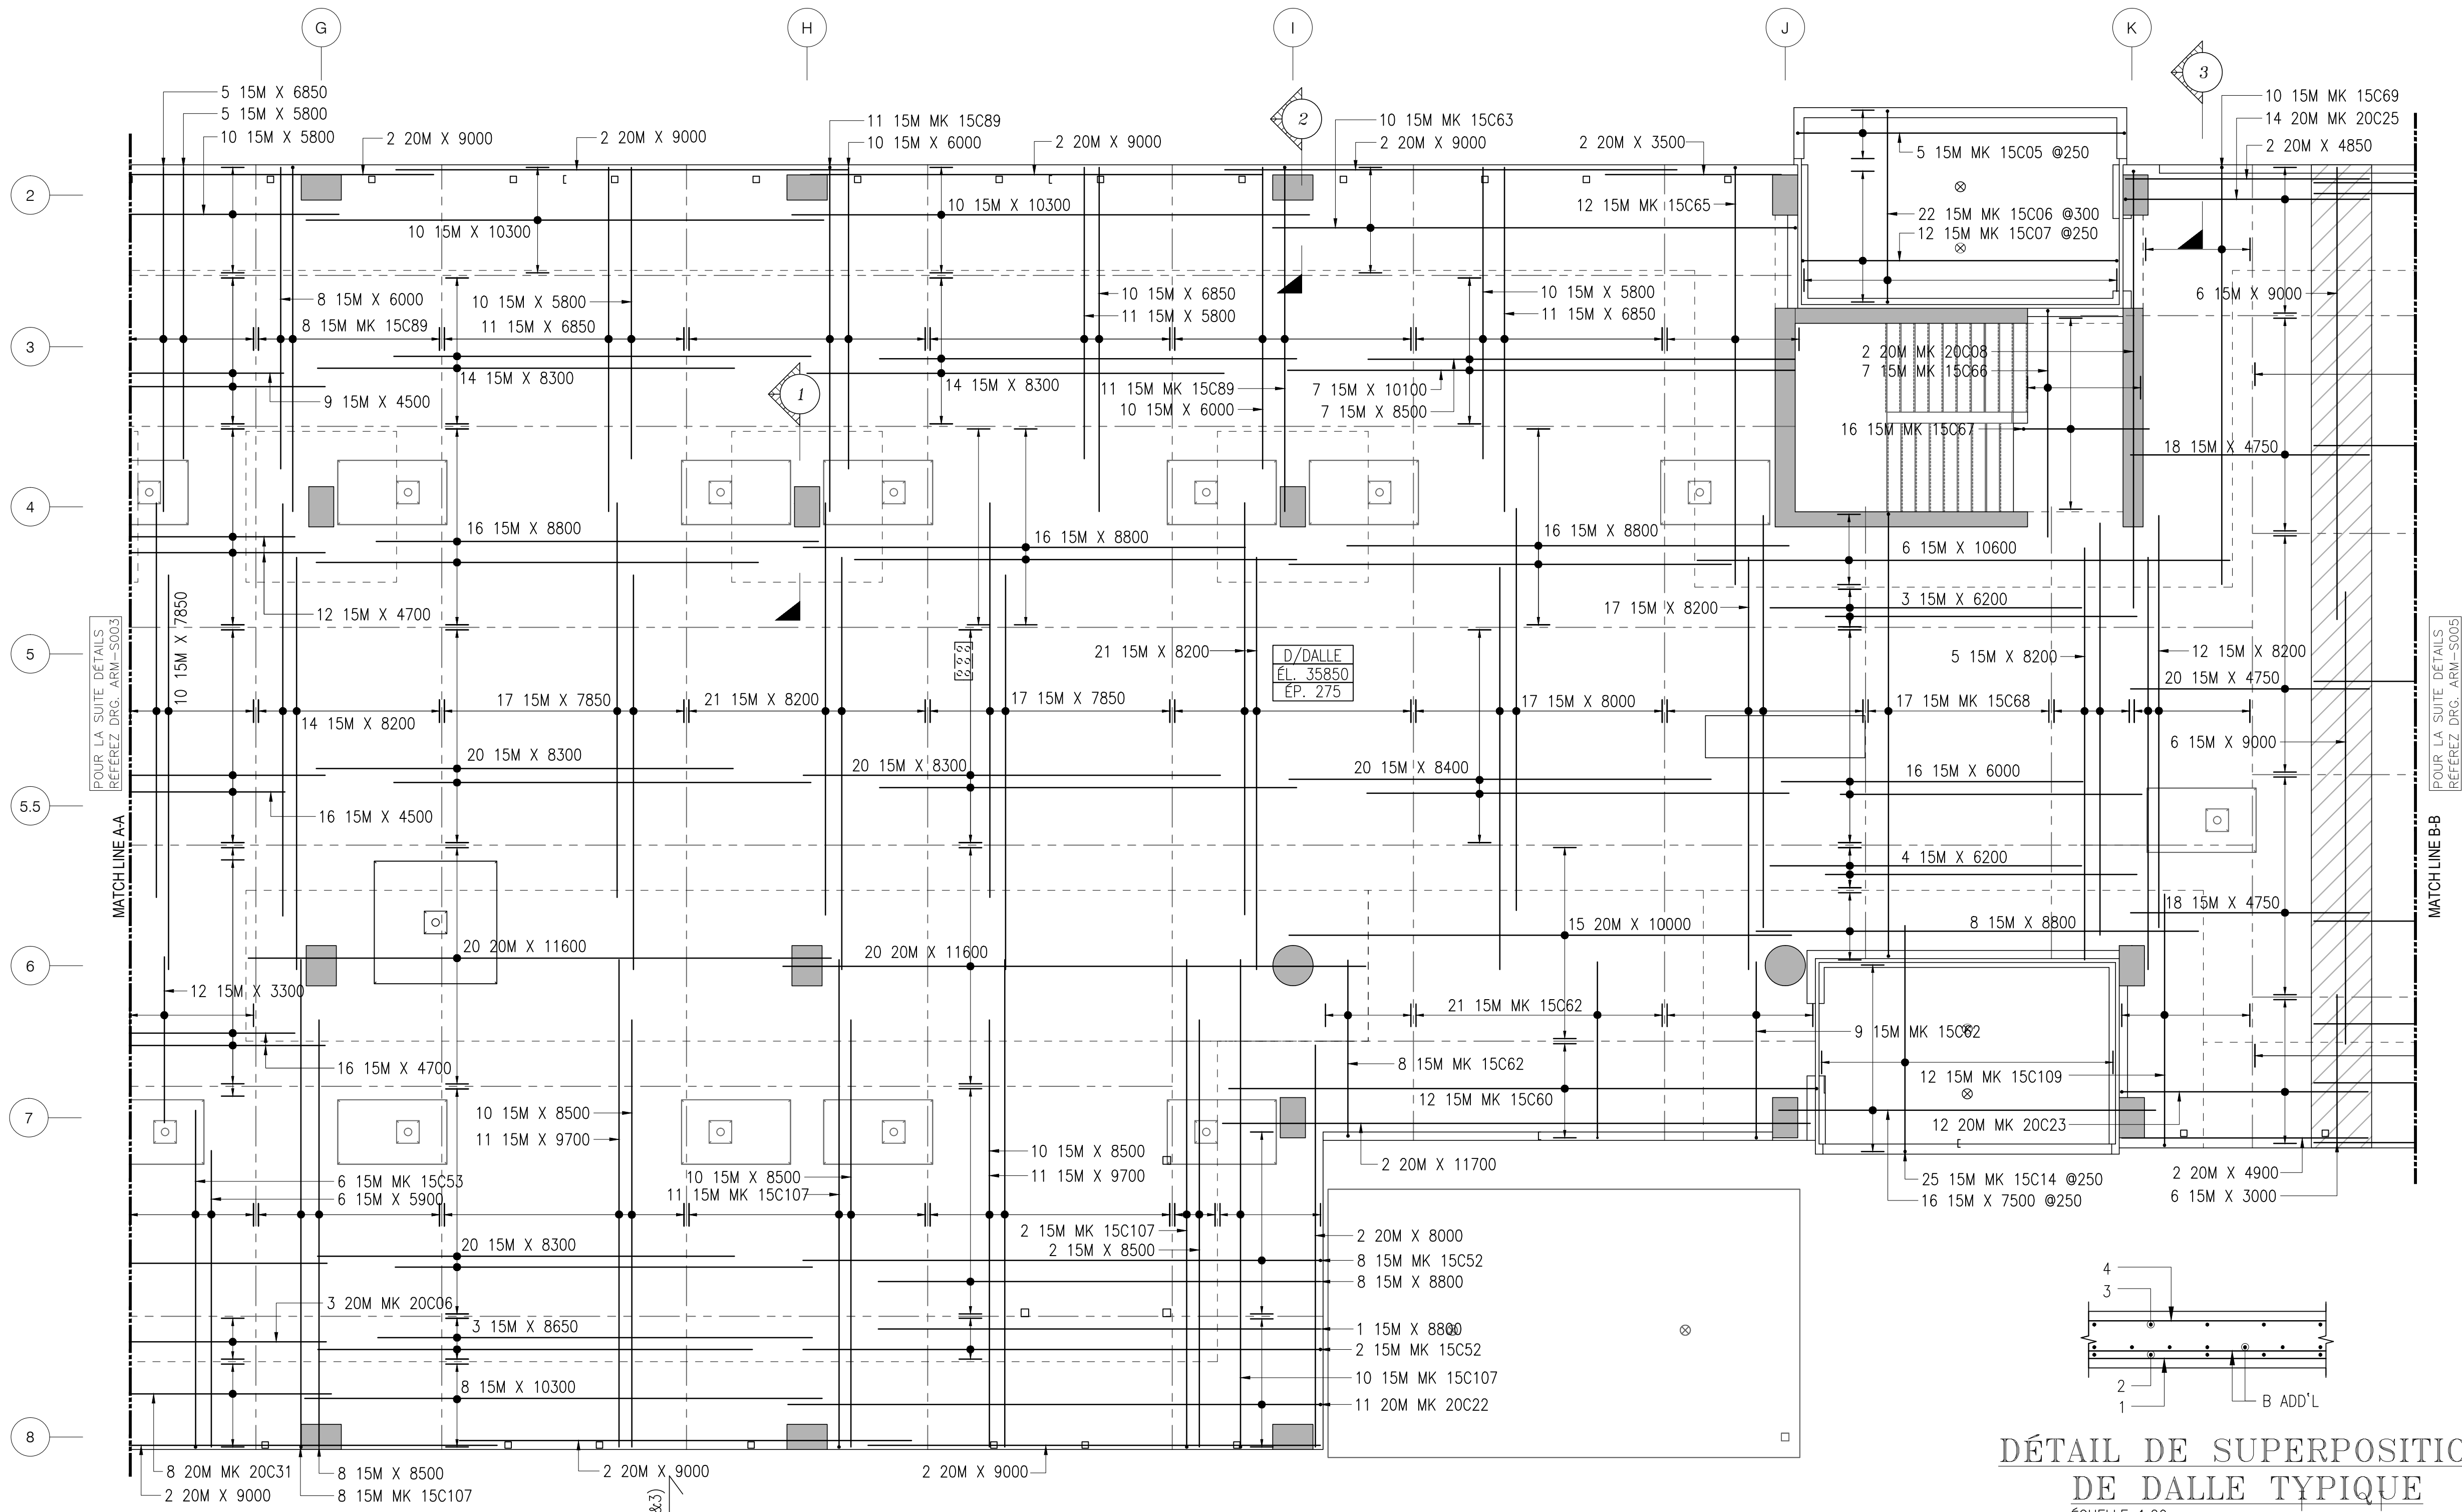 G
H
I
J
K
2
3
4
5
5.5
6
7
8
5 15M X 6850
5 15M X 5800
10 15M X 5800
2 20M X 9000
2 20M X 9000
11 15M MK 15C89
10 15M X 6000
2 20M X 9000
2
10 15M MK 15C63
2 20M X 9000
2 20M X 3500
3
10 15M MK 15C69
14 20M MK 20C25
2 20M X 4850
5 15M MK 15C05 @250
10 15M X 10300
10 15M X 10300
12 15M MK 15C65
22 15M MK 15C06 @300
12 15M MK 15C07 @250
8 15M X 6000
8 15M MK 15C89
10 15M X 5800
11 15M X 6850
10 15M X 6850
11 15M X 5800
10 15M X 5800
11 15M X 6850
6 15M X 9000
14 15M X 8300
9 15M X 4500
1
14 15M X 8300
11 15M MK 15C89
10 15M X 6000
7 15M X 10100
7 15M X 8500
2 20M MK 20C08
7 15M MK 15C66
16 15M MK 15C67
18 15M X 4750
16 15M X 8800
16 15M X 8800
16 15M X 8800
6 15M X 10600
12 15M X 4700
10 15M X 7850
17 15M X 8200
3 15M X 6200
POUR LA SUITE DÉTAILS
RÉFÉREZ DRG. ARM-S003
MATCH LINE A-A
21 15M X 8200
D/DALLE
ÉL. 35850
ÉP. 275
5 15M X 8200
12 15M X 8200
20 15M X 4750
POUR LA SUITE DÉTAILS
RÉFÉREZ DRG. ARM-S005
MATCH LINE B-B
14 15M X 8200
17 15M X 7850
21 15M X 8200
17 15M X 7850
17 15M X 8000
17 15M MK 15C68
6 15M X 9000
20 15M X 8300
20 15M X 8300
20 15M X 8400
16 15M X 6000
16 15M X 4500
4 15M X 6200
20 20M X 11600
20 20M X 11600
15 20M X 10000
8 15M X 8800
18 15M X 4750
12 15M X 3300
21 15M MK 15C62
9 15M MK 15C62
16 15M X 4700
8 15M MK 15C62
12 15M MK 15C60
12 15M MK 15C109
12 20M MK 20C23
10 15M X 8500
11 15M X 9700
10 15M X 8500
11 15M X 9700
2 20M X 11700
25 15M MK 15C14 @250
16 15M X 7500 @250
2 20M X 4900
6 15M X 3000
6 15M MK 15C53
6 15M X 5900
10 15M X 8500
11 15M MK 15C107
2 15M MK 15C107
2 15M X 8500
2 20M X 8000
8 15M MK 15C52
8 15M X 8800
20 15M X 8300
3 20M MK 20C06
3 15M X 8650
1 15M X 8800
2 15M MK 15C52
10 15M MK 15C107
11 20M MK 20C22
8 15M X 10300
8 20M MK 20C31
2 20M X 9000
8 15M X 8500
8 15M MK 15C107
2 20M X 9000
2 20M X 9000
4
3
2
1
B ADD'L
DÉTAIL DE SUPERPOSITIO
DE DALLE TYPIQUE